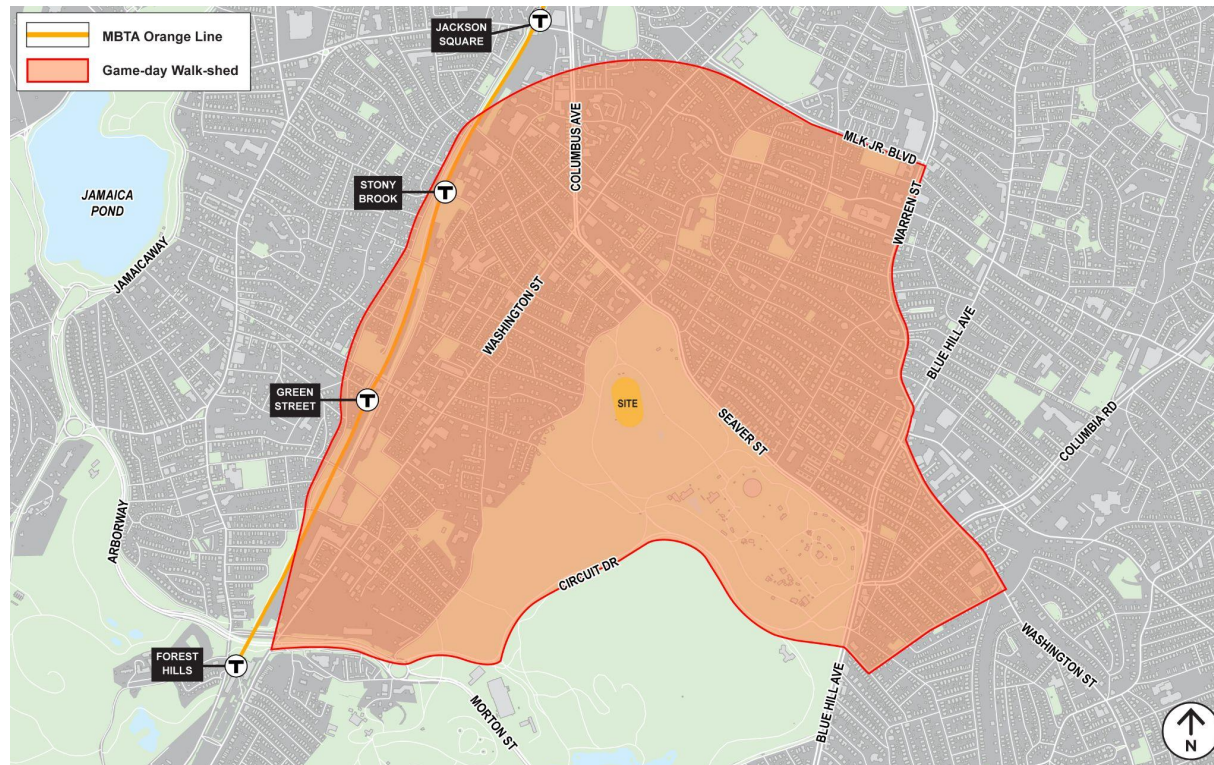 MBTA Orange Line
Game-day Walk-shed
JACKSON
SQUARE
T
MLK JR. BLVD
COLUMBUS AVE
STONY
BROOK
T
JAMAICA
POND
WARREN ST
JAMAICAWAY
WASHINGTON ST
BLUE HILL AVE
GREEN
STREET
T
SITE
COLUMBIA RD
SEAVER ST
ARBORWAY
CIRCUIT DR
WASHINGTON ST
FOREST
HILLS
T
BLUE HILL AVE
MORTON ST
N